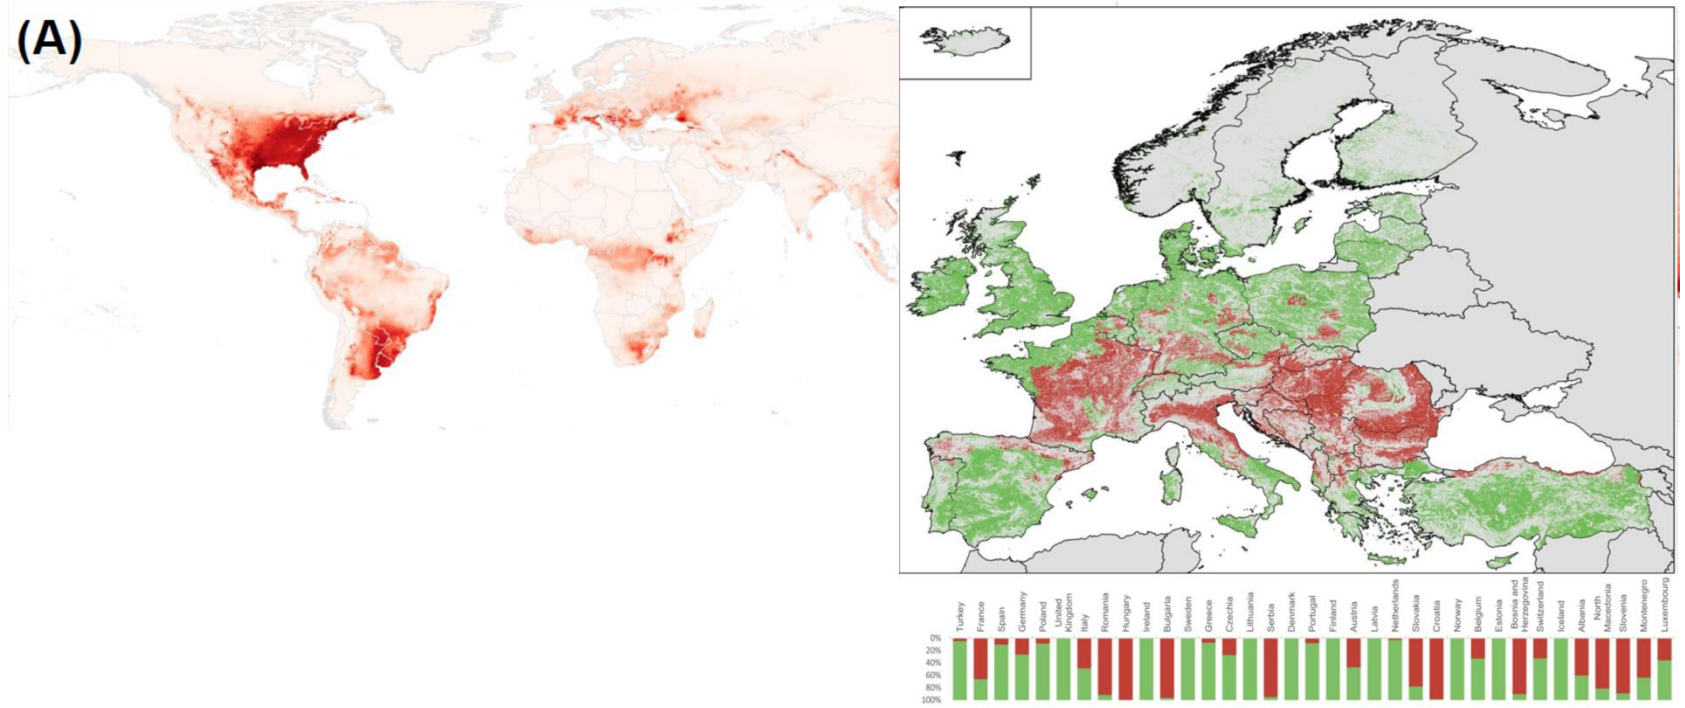 (A)
Turkey
France
Spain
Germany
Poland
United
Kingdom
Italy
Romania
Hungary
Ireland
Bulgaria
Sweden
Greece
Czechia
Lithuania
Serbia
Denmark
Portugal
Finland
Austria
Latvia
Netherlands
Slovakia
Croatia
Norway
Belgium
Estonia
Bosnia and
Herzegovina
Switzerland
Iceland
Albania
North
Macedonia
Slovenia
Montenegro
Luxembourg
0%
20%
40%
60%
80%
100%